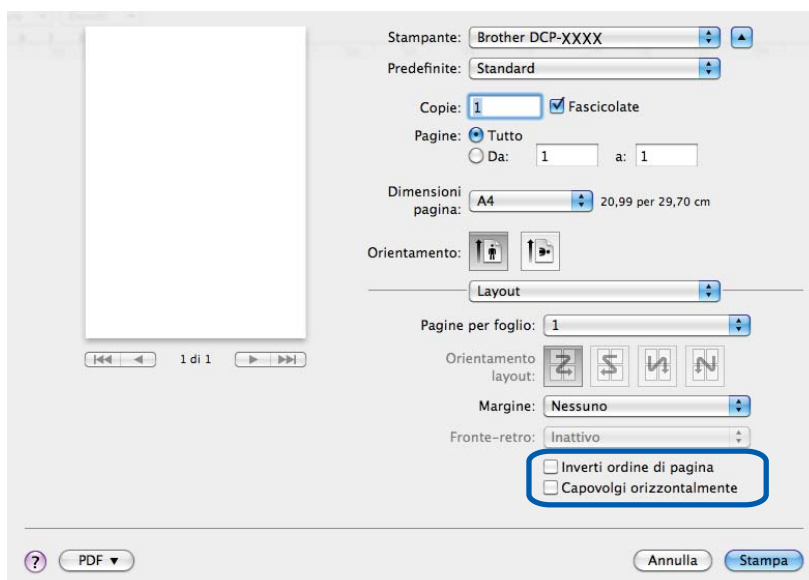 Stampante: Brother DCP-XXXX
Predefinite: Standard
Copie: 1 Fascicolate
Pagine: Tutto
Da: 1 a: 1
Dimensioni pagina: A4 20,99 per 29,70 cm
Orientamento:
Layout
Pagine per foglio: 1
1 di 1
Orientamento layout:
Margine: Nessuno
Fronte-retro: Inattivo
Inverti ordine di pagina
Capovolgi orizzontalmente
? PDF ▼ Annulla Stampa